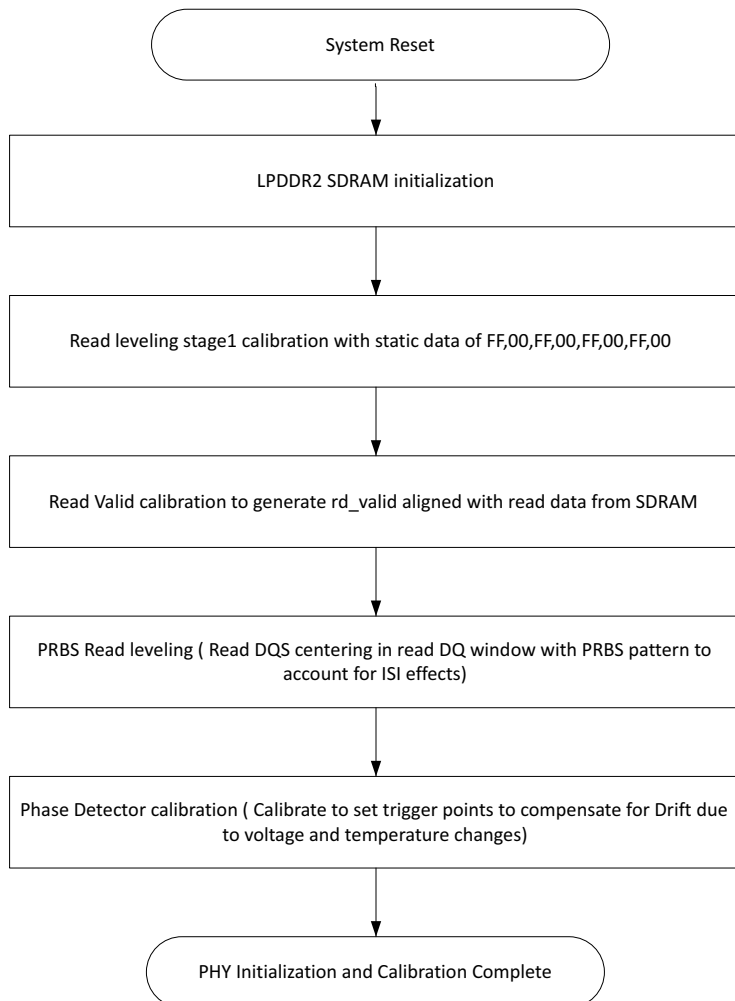 System Reset
LPDDR2 SDRAM initialization
Read leveling stage1 calibration with static data of FF,00,FF,00,FF,00,FF,00
Read Valid calibration to generate rd_valid aligned with read data from SDRAM
PRBS Read leveling ( Read DQS centering in read DQ window with PRBS pattern to
account for ISI effects)
Phase Detector calibration ( Calibrate to set trigger points to compensate for Drift due
to voltage and temperature changes)
PHY Initialization and Calibration Complete